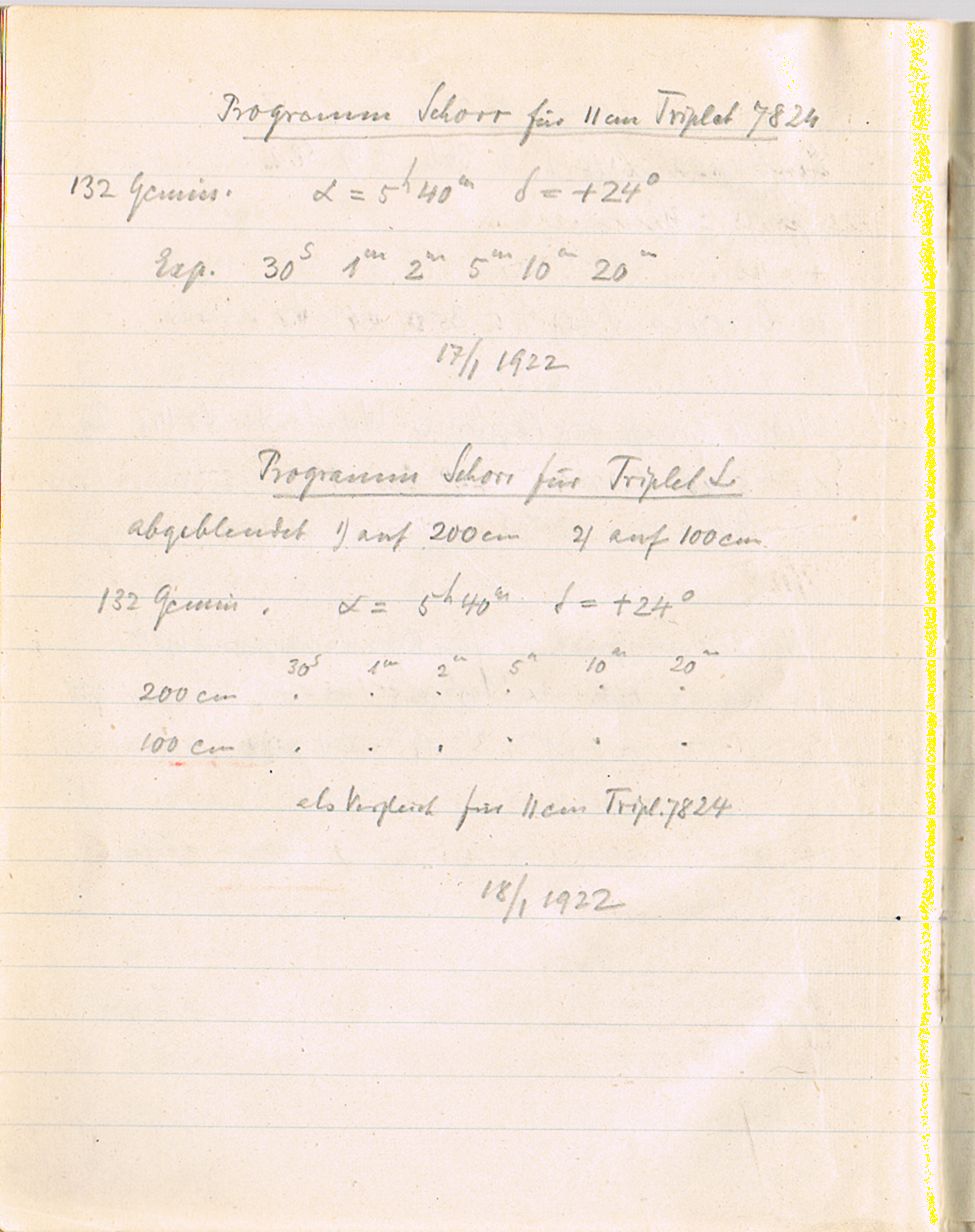 Programm Schorr für 11 cm Triplet 7824
132 Gemin. α = 5ʰ 40ᵐ δ = +24°
Exp. 30ˢ 1ᵐ 2ᵐ 5ᵐ 10ᵐ 20ᵐ
17/1 1922
Programm Schorr für Triplet L.
abgeblendet 1) auf 200 cm 2) auf 100 cm
132 Gemin. α = 5ʰ 40ᵐ δ = +24°
30ˢ 1ᵐ 2ᵐ 5ᵐ 10ᵐ 20ᵐ
200 cm . . . . . .
100 cm . . . . . .
als Vergleich für 11 cm Tripl. 7824
18/1 1922